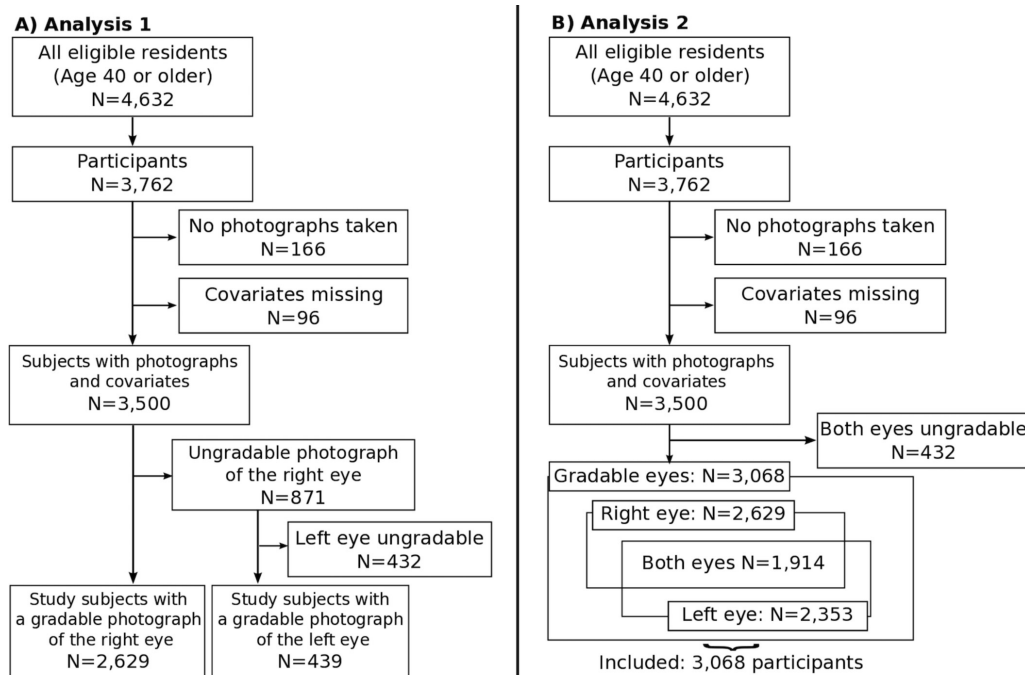 A) Analysis 1
All eligible residents
(Age 40 or older)
N=4,632
Participants
N=3,762
No photographs taken
N=166
Covariates missing
N=96
Subjects with photographs
and covariates
N=3,500
Ungradable photograph
of the right eye
N=871
Left eye ungradable
N=432
Study subjects with
a gradable photograph
of the right eye
N=2,629
Study subjects with
a gradable photograph
of the left eye
N=439
B) Analysis 2
All eligible residents
(Age 40 or older)
N=4,632
Participants
N=3,762
No photographs taken
N=166
Covariates missing
N=96
Subjects with photographs
and covariates
N=3,500
Both eyes ungradable
N=432
Gradable eyes: N=3,068
Right eye: N=2,629
Both eyes N=1,914
Left eye: N=2,353
Included: 3,068 participants